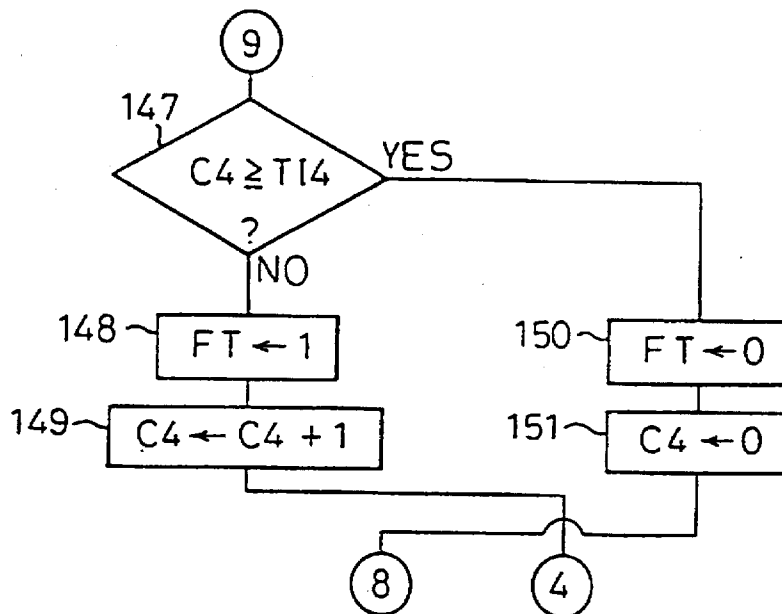 9
147
C4 ≧ TI4
?
YES
NO
148
FT ← 1
150
FT ← 0
149
C4 ← C4 + 1
151
C4 ← 0
8
4